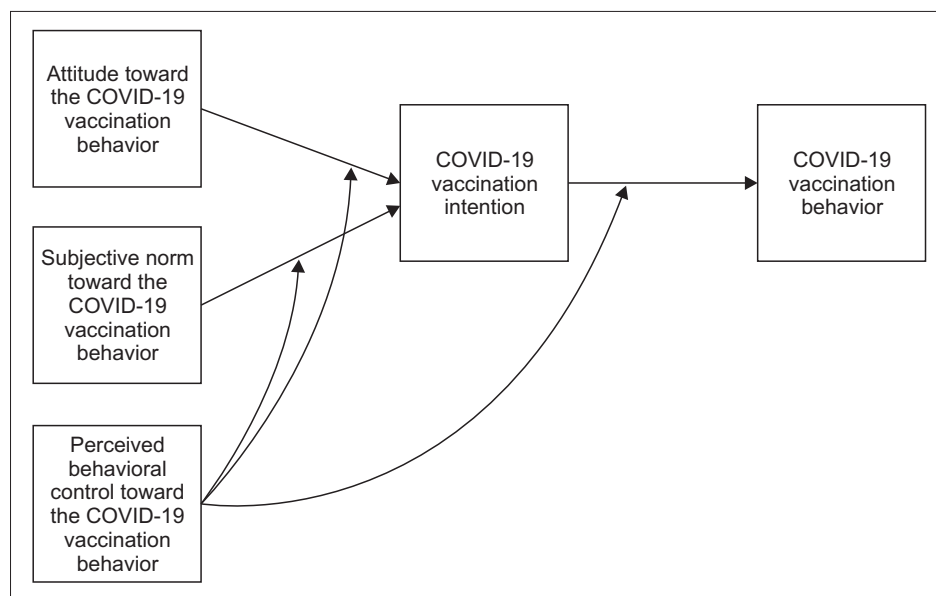 Attitude toward
the COVID-19
vaccination
behavior
Subjective norm
toward the
COVID-19
vaccination
behavior
Perceived
behavioral
control toward
the COVID-19
vaccination
behavior
COVID-19
vaccination
intention
COVID-19
vaccination
behavior